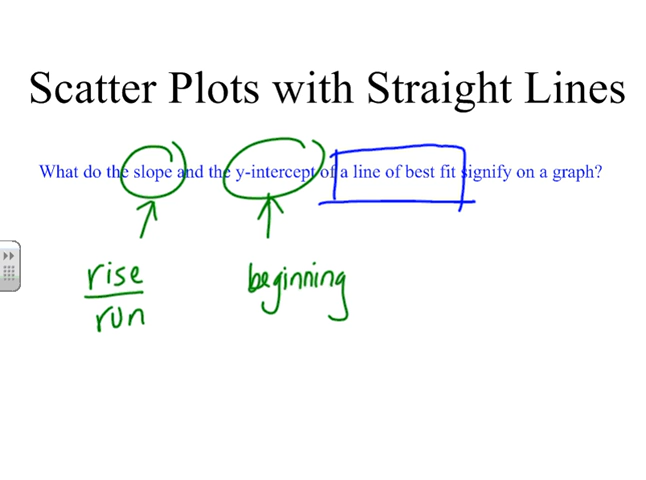 Scatter Plots with Straight Lines
What do the slope and the y-intercept of a line of best fit signify on a graph?
rise beginning
run